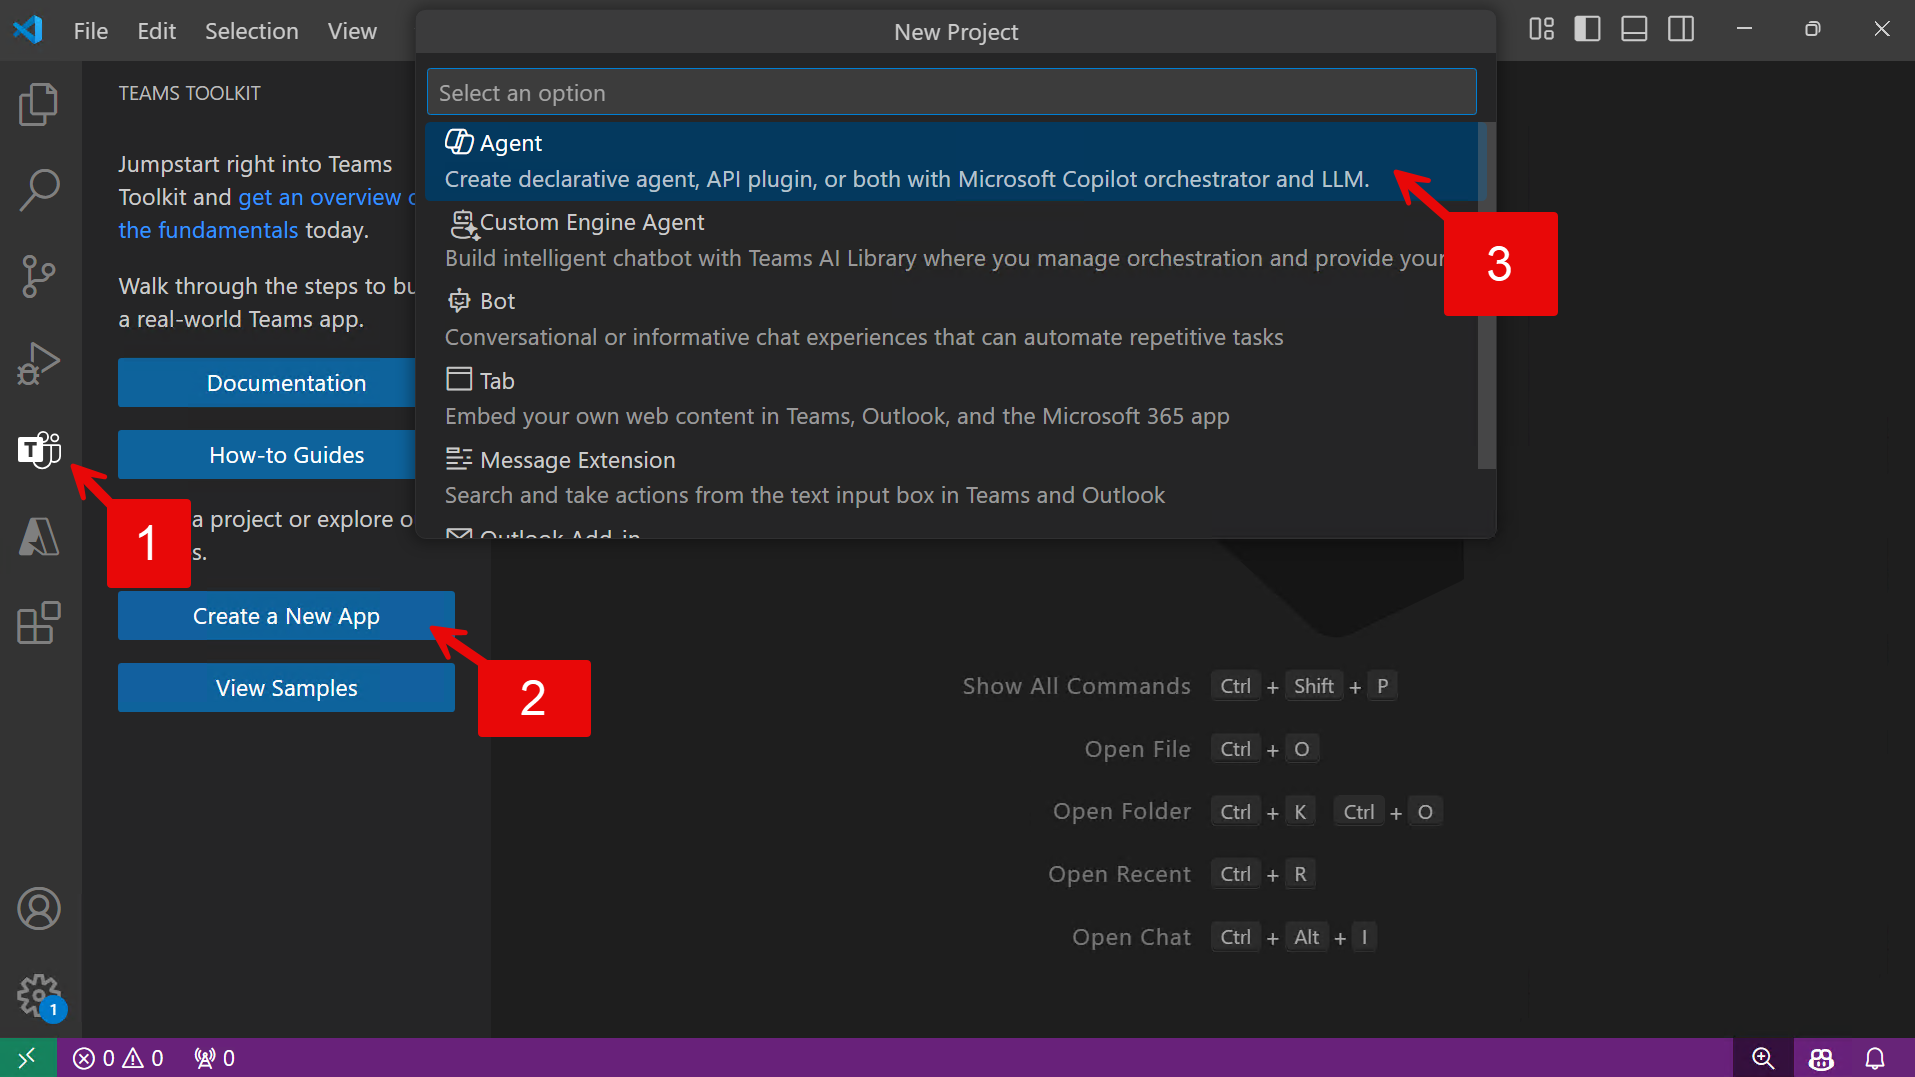 File Edit Selection View
New Project
TEAMS TOOLKIT
Select an option
Jumpstart right into Teams
Toolkit and get an overview
the fundamentals today.
Walk through the steps to
a real-world Teams app.
Documentation
How-to Guides
a project or explore
s.
Create a New App
View Samples
Agent
Create declarative agent, API plugin, or both with Microsoft Copilot orchestrator and LLM.
Custom Engine Agent
Build intelligent chatbot with Teams AI Library where you manage orchestration and provide your
Bot
Conversational or informative chat experiences that can automate repetitive tasks
Tab
Embed your own web content in Teams, Outlook, and the Microsoft 365 app
Message Extension
Search and take actions from the text input box in Teams and Outlook
Outlook Add-in
1
2
3
Show All Commands Ctrl + Shift + P
Open File Ctrl + O
Open Folder Ctrl + K Ctrl + O
Open Recent Ctrl + R
Open Chat Ctrl + Alt + I
T
1
0 0 0